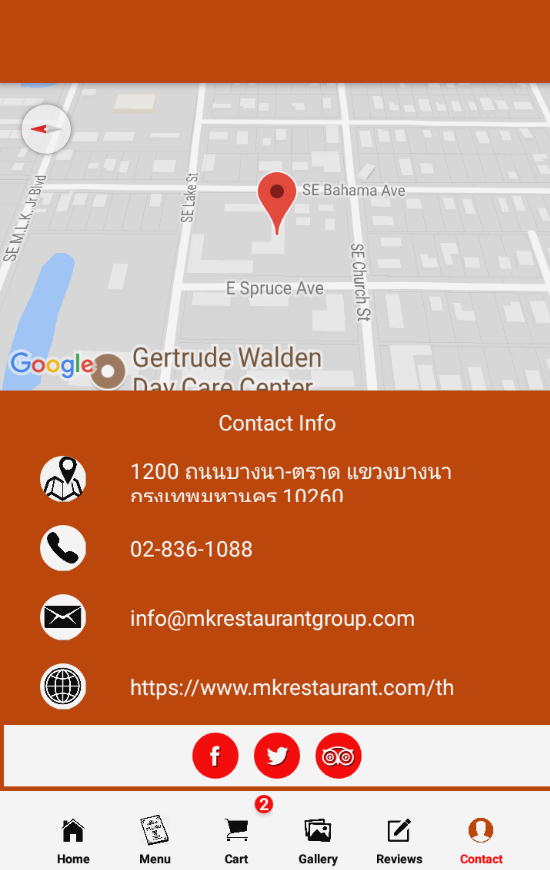 SE Bahama Ave
SE Lake St
SE M.L.K. Jr Blvd
SE Church St
E Spruce Ave
Google
Gertrude Walden
Day Care Center
Contact Info
1200 ถนนบางนา-ตราด แขวงบางนา
กรุงเทพมหานคร 10260
02-836-1088
info@mkrestaurantgroup.com
https://www.mkrestaurant.com/th
f
2
Home Menu Cart Gallery Reviews Contact